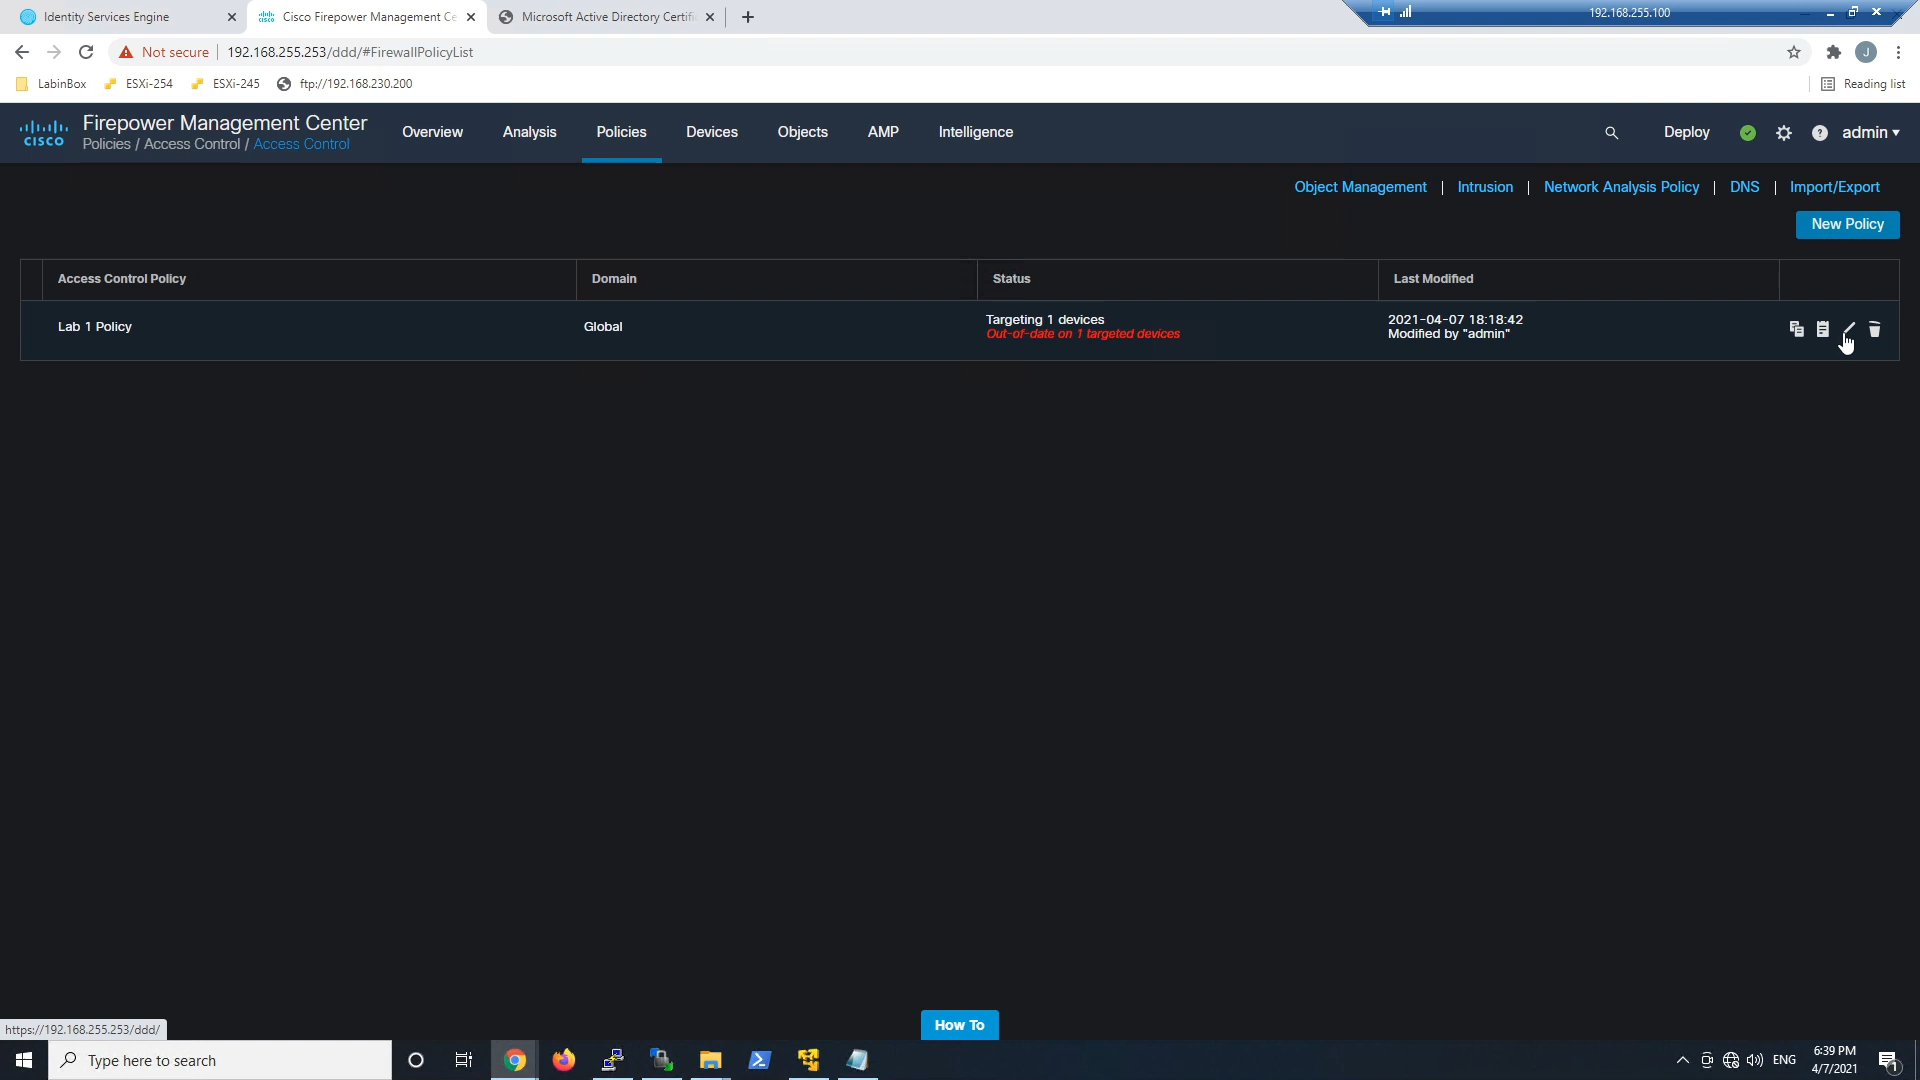 Identity Services Engine
Cisco Firepower Management Ce
Microsoft Active Directory Certifi
192.168.255.100
Not secure
192.168.255.253/ddd/#FirewallPolicyList
LabinBox
ESXi-254
ESXi-245
ftp://192.168.230.200
Reading list
CISCO
Firepower Management Center
Policies / Access Control / Access Control
Overview
Analysis
Policies
Devices
Objects
AMP
Intelligence
Deploy
admin
Object Management
Intrusion
Network Analysis Policy
DNS
Import/Export
New Policy
Access Control Policy
Domain
Status
Last Modified
Lab 1 Policy
Global
Targeting 1 devices
Out-of-date on 1 targeted devices
2021-04-07 18:18:42
Modified by "admin"
How To
https://192.168.255.253/ddd/
Type here to search
ENG
6:39 PM
4/7/2021
1